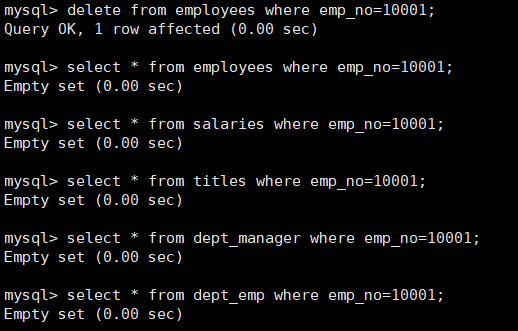 mysql> delete from employees where emp_no=10001;
Query OK, 1 row affected (0.00 sec)
mysql> select * from employees where emp_no=10001;
Empty set (0.00 sec)
mysql> select * from salaries where emp_no=10001;
Empty set (0.00 sec)
mysql> select * from titles where emp_no=10001;
Empty set (0.00 sec)
mysql> select * from dept_manager where emp_no=10001;
Empty set (0.00 sec)
mysql> select * from dept_emp where emp_no=10001;
Empty set (0.00 sec)